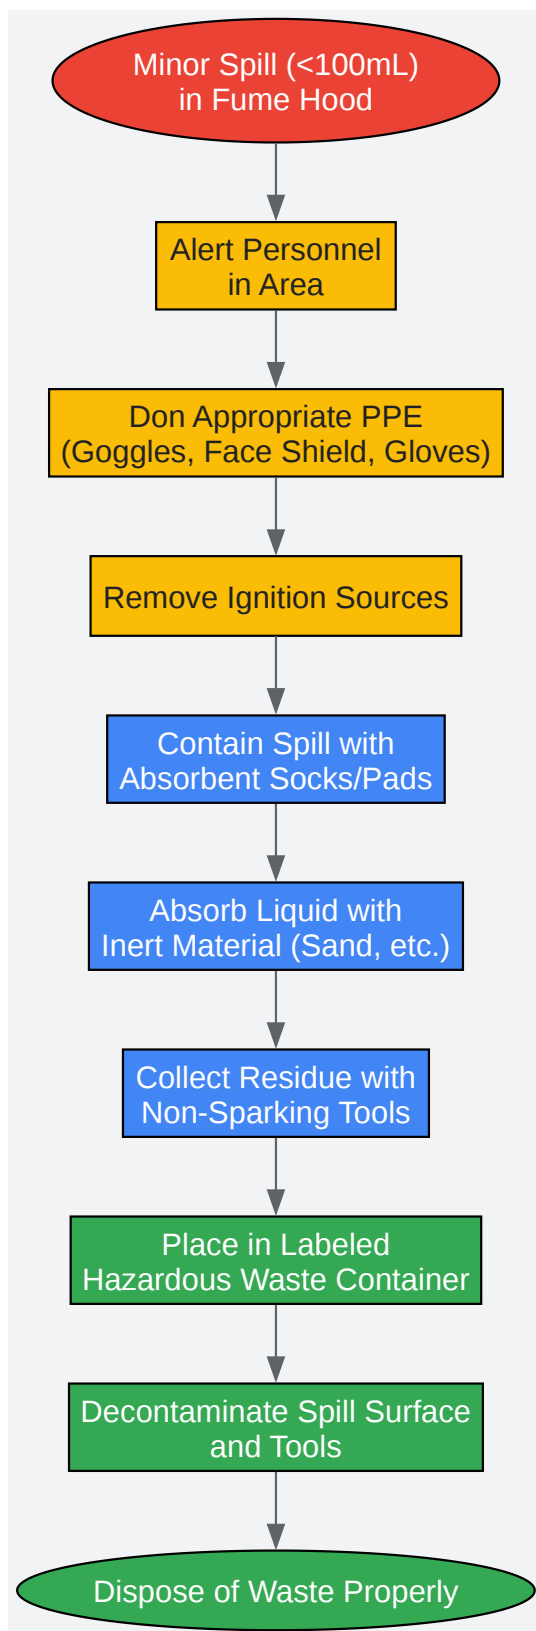 Minor Spill (<100mL)
in Fume Hood
Alert Personnel
in Area
Don Appropriate PPE
(Goggles, Face Shield, Gloves)
Remove Ignition Sources
Contain Spill with
Absorbent Socks/Pads
Absorb Liquid with
Inert Material (Sand, etc.)
Collect Residue with
Non-Sparking Tools
Place in Labeled
Hazardous Waste Container
Decontaminate Spill Surface
and Tools
Dispose of Waste Properly